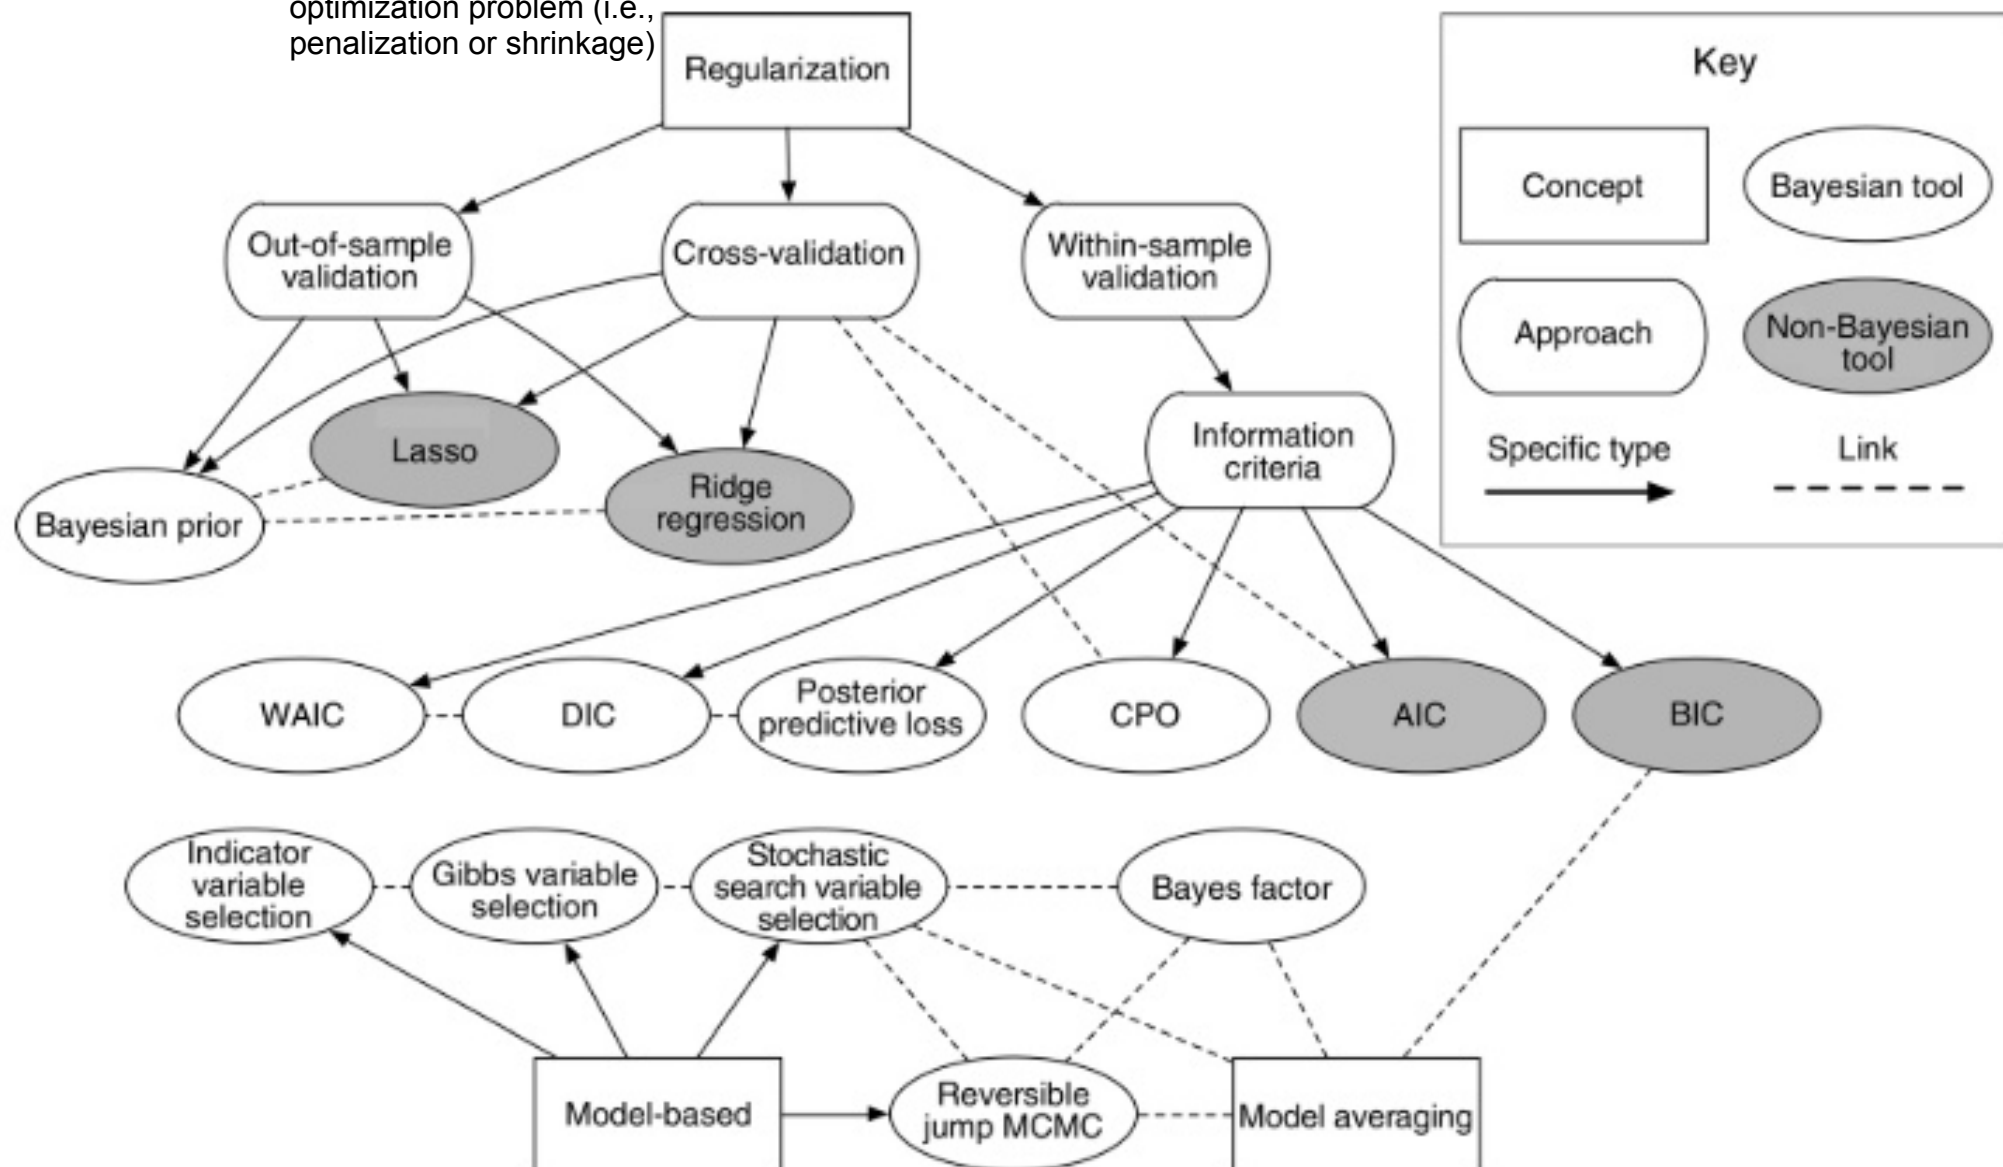 optimization problem (i.e.,
penalization or shrinkage)
Regularization
Key
Concept
Bayesian tool
Approach
Non-Bayesian
tool
Specific type
Link
Out-of-sample
validation
Cross-validation
Within-sample
validation
Lasso
Information
criteria
Bayesian prior
Ridge
regression
WAIC
DIC
Posterior
predictive loss
CPO
AIC
BIC
Indicator
variable
selection
Gibbs variable
selection
Stochastic
search variable
selection
Bayes factor
Model-based
Reversible
jump MCMC
Model averaging